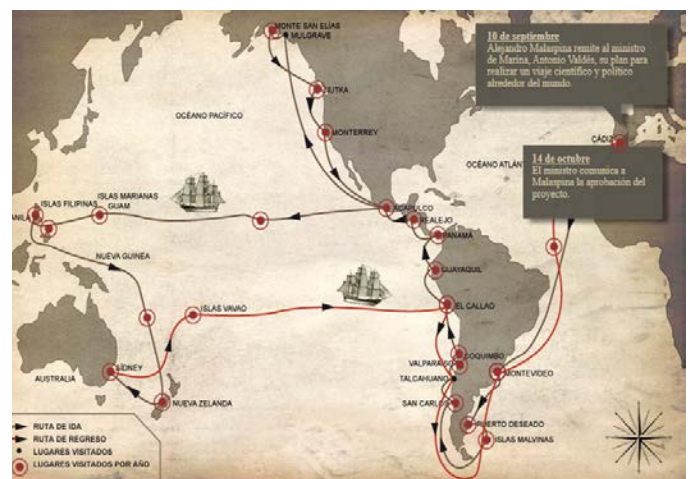 MONTE SAN ELÍAS
MULGRAVE
10 de septiembre
Alejandro Malaspina remite al ministro
de Marina, Antonio Valdés, su plan para
realizar un viaje científico y político
alrededor del mundo.
NUTKA
OCÉANO PACÍFICO
MONTERREY
CÁDIZ
OCÉANO ATLÁNT
14 de octubre
El ministro comunica a
Malaspina la aprobación del
proyecto.
ISLAS MARIANAS
GUAM
ISLAS FILIPINAS
ANILA
ACAPULCO
REALEJO
PANAMÁ
NUEVA GUINEA
GUAYAQUIL
ISLAS VAVAO
EL CALLAO
COQUIMBO
VALPARAÍSO
SÍDNEY
AUSTRALIA
TALCAHUANO
MONTEVIDEO
NUEVA ZELANDA
SAN CARLOS
PUERTO DESEADO
ISLAS MALVINAS
RUTA DE IDA
RUTA DE REGRESO
LUGARES VISITADOS
LUGARES VISITADOS POR AÑO